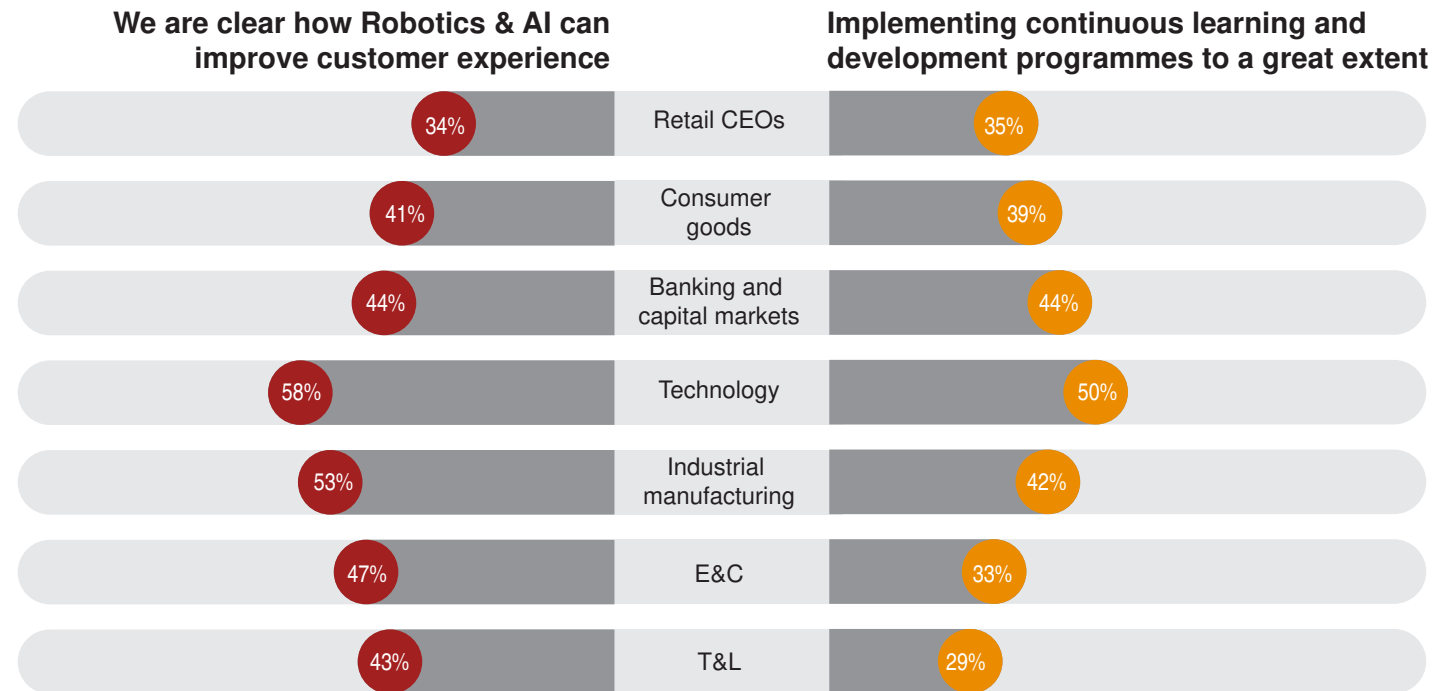 We are clear how Robotics & AI can
improve customer experience
Implementing continuous learning and
development programmes to a great extent
34%
Retail CEOs
35%
41%
Consumer
goods
39%
44%
Banking and
capital markets
44%
58%
Technology
50%
53%
Industrial
manufacturing
42%
47%
E&C
33%
43%
T&L
29%